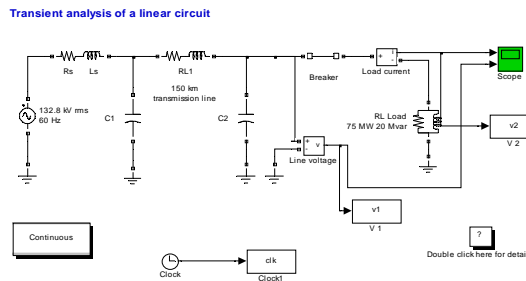 Transient analysis of a linear circuit
Rs
Ls
RL1
150 km
transmission line
C1
C2
132.8 kV rms
60 Hz
Breaker
i
+
-
Load current
Scope
RL Load
75 MW 20 Mvar
v2
V 2
+
-
v
Line voltage
v1
V 1
Continuous
Clock
clk
Clock1
?
Double click here for detai